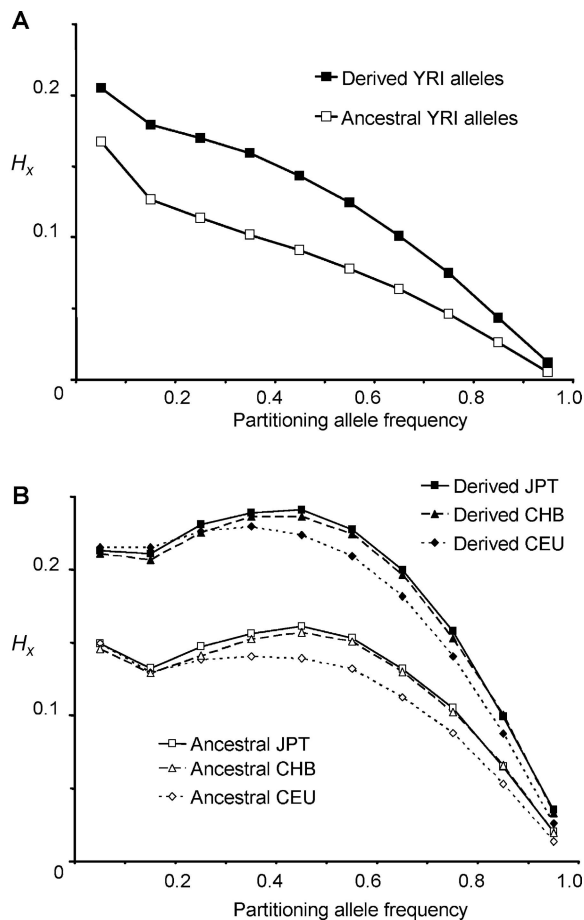 A
Derived YRI alleles
Ancestral YRI alleles
0.2
Hx
0.1
0
0.2 0.4 0.6 0.8 1.0
Partitioning allele frequency
B
Derived JPT
Derived CHB
Derived CEU
0.2
Hx
0.1
Ancestral JPT
Ancestral CHB
Ancestral CEU
0
0.2 0.4 0.6 0.8 1.0
Partitioning allele frequency